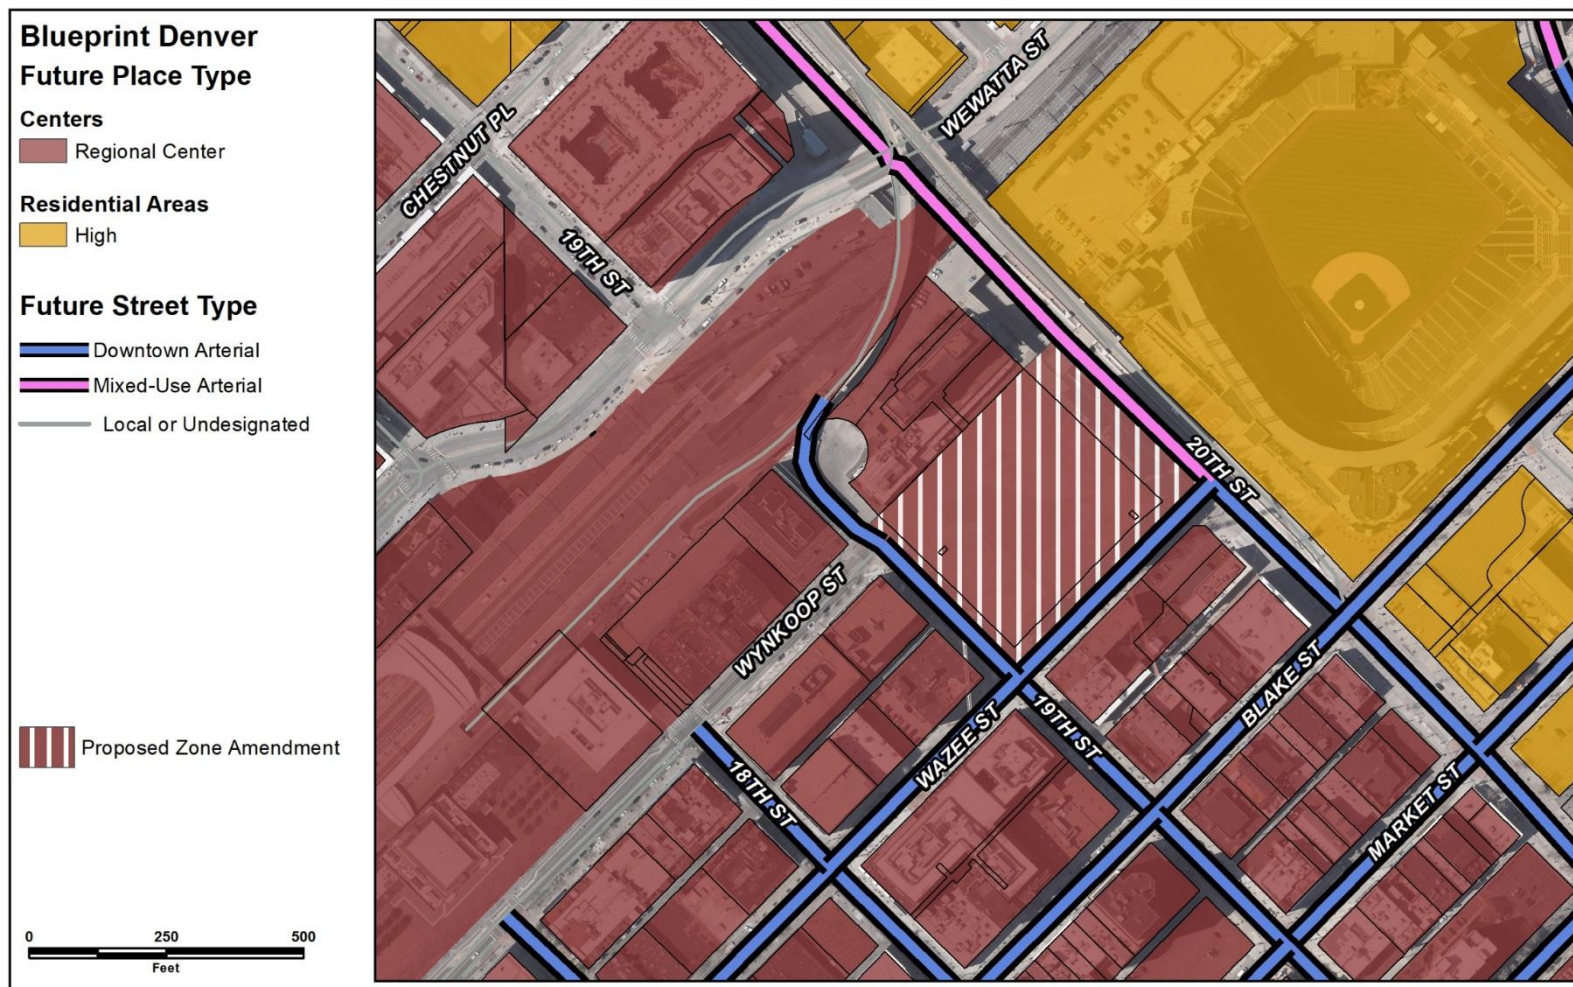 Blueprint Denver
Future Place Type
Centers
Regional Center
Residential Areas
High
Future Street Type
Downtown Arterial
Mixed-Use Arterial
Local or Undesignated
Proposed Zone Amendment
0 250 500
Feet
WEWATTA ST
CHESTNUT PL
19TH ST
20TH ST
WYNKOOP ST
BLAKE ST
WAZEE ST
19TH ST
18TH ST
MARKET ST